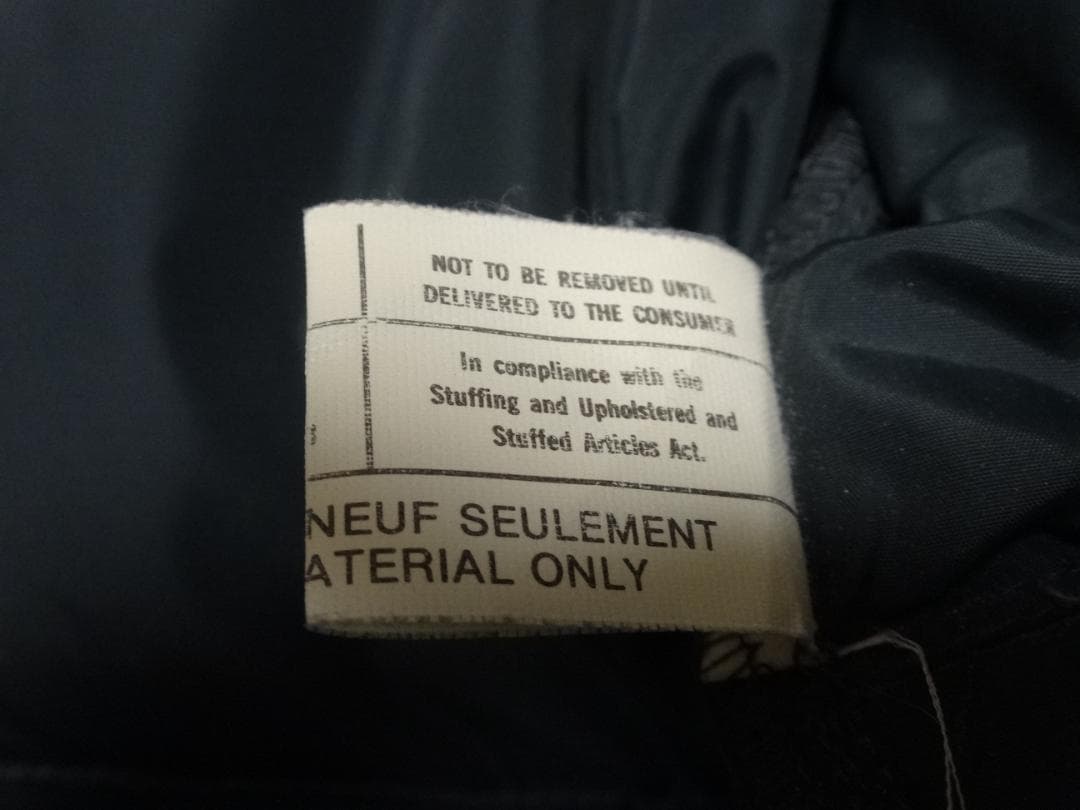 NOT TO BE REMOVED UNTIL
DELIVERED TO THE CONSUMER
In compliance with the
Stuffing and Upholstered and
Stuffed Articles Act.
NEUF SEULEMENT
ATERIAL ONLY